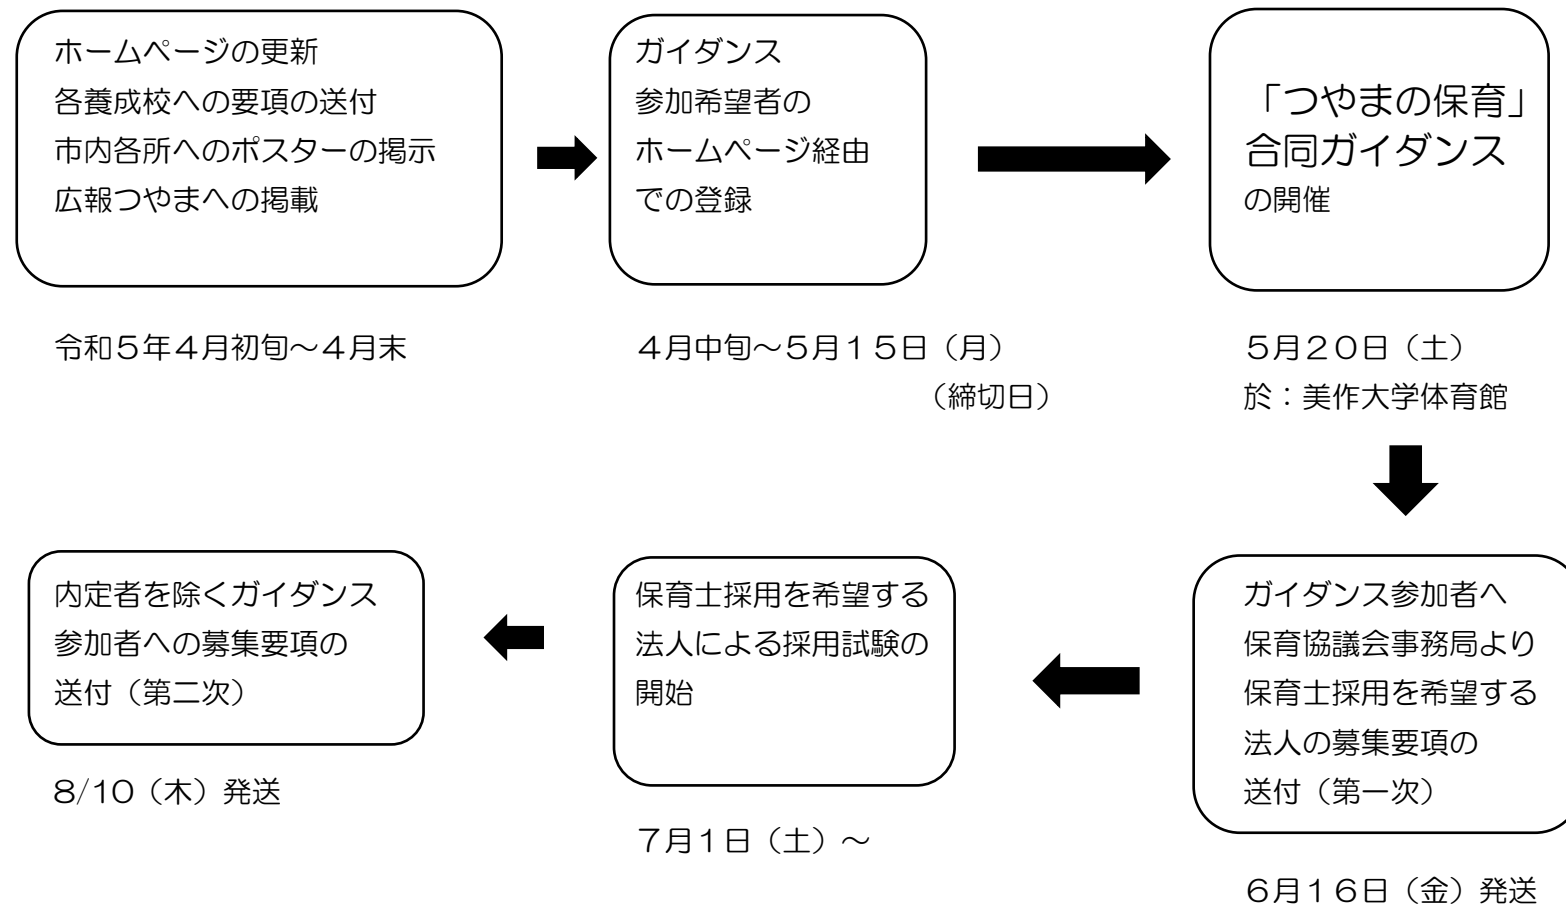 ホームページの更新
各養成校への要項の送付
市内各所へのポスターの掲示
広報つやまへの掲載
令和５年４月初旬～４月末
ガイダンス
参加希望者の
ホームページ経由
での登録
４月中旬～５月１５日（月）
（締切日）
「つやまの保育」
合同ガイダンス
の開催
５月２０日（土）
於：美作大学体育館
ガイダンス参加者へ
保育協議会事務局より
保育士採用を希望する
法人の募集要項の
送付（第一次）
６月１６日（金）発送
保育士採用を希望する
法人による採用試験の
開始
７月１日（土）～
内定者を除くガイダンス
参加者への募集要項の
送付（第二次）
８/10（木）発送